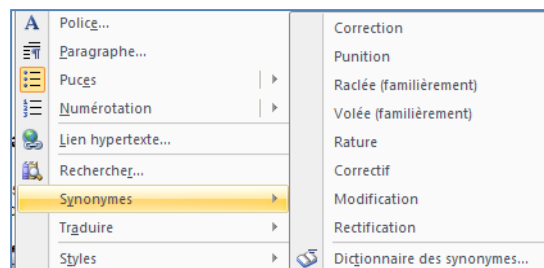 Police...
Paragraphe...
Puces
Numérotation
Lien hypertexte...
Rechercher...
Synonymes
Traduire
Styles
Correction
Punition
Raclée (familièrement)
Volée (familièrement)
Rature
Correctif
Modification
Rectification
Dictionnaire des synonymes...